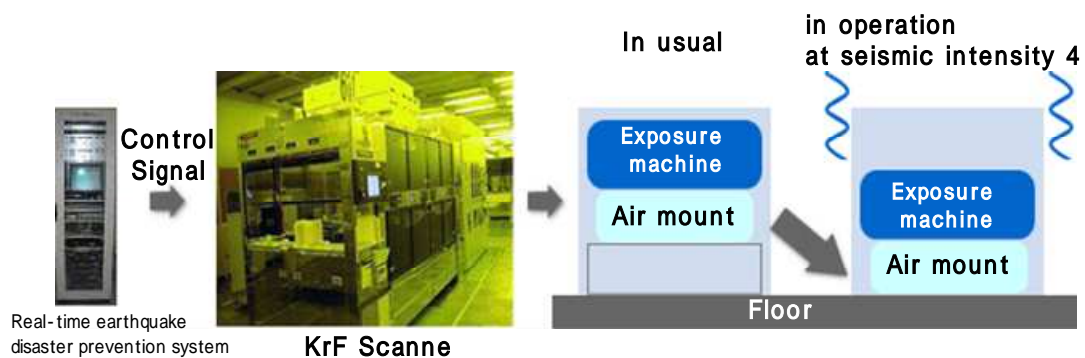 Real-time earthquake
disaster prevention system
Control
Signal
KrF Scanne
In usual
Exposure
machine
Air mount
in operation
at seismic intensity 4
Exposure
machine
Air mount
Floor